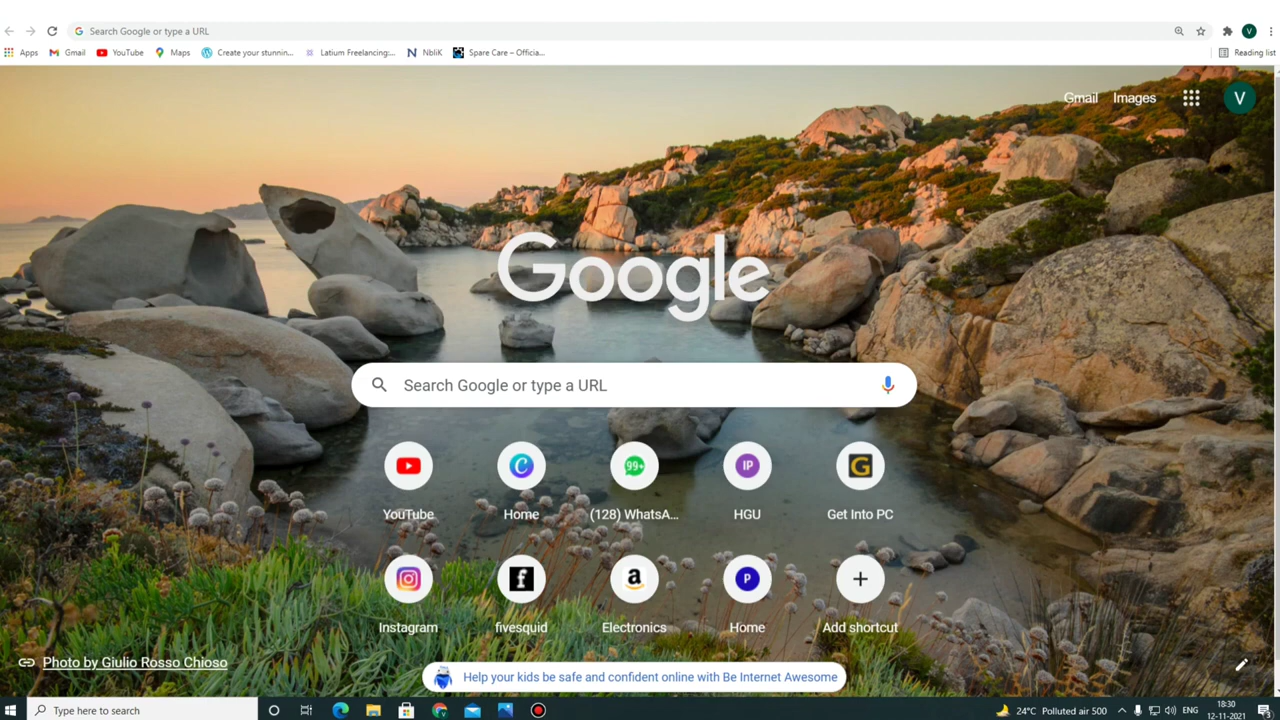 Search Google or type a URL
V
Apps
Gmail
YouTube
Maps
Create your stunnin...
Latium Freelancing:...
N NbliK
Spare Care – Officia...
Reading list
Gmail
Images
V
Google
Search Google or type a URL
YouTube
C
Home
99+
(128) WhatsA...
IP
HGU
G
Get Into PC
Instagram
f
fivesquid
a
Electronics
P
Home
Add shortcut
Photo by Giulio Rosso Chioso
Help your kids be safe and confident online with Be Internet Awesome
Type here to search
24°C Polluted air 500
ENG
18:30
12-11-2021